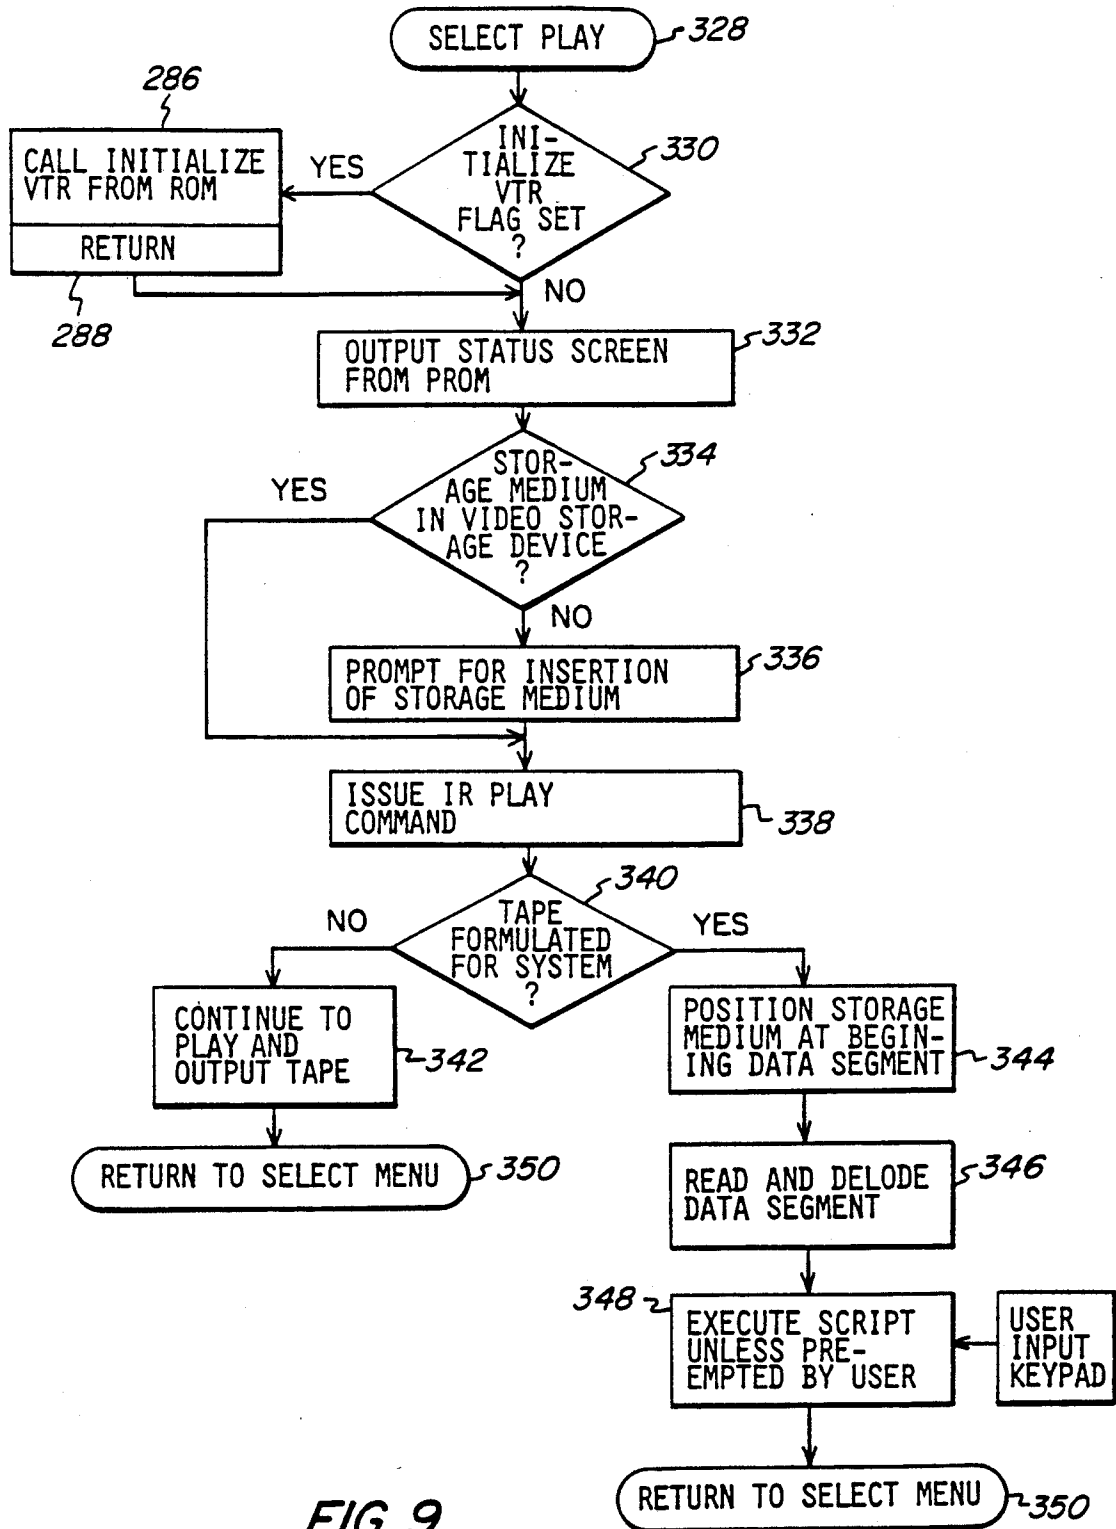 SELECT PLAY
328
286
CALL INITIALIZE
VTR FROM ROM
RETURN
288
YES
INI-
TIALIZE
VTR
FLAG SET
?
330
NO
OUTPUT STATUS SCREEN
FROM PROM
332
STOR-
AGE MEDIUM
IN VIDEO STOR-
AGE DEVICE
?
334
YES
NO
PROMPT FOR INSERTION
OF STORAGE MEDIUM
336
ISSUE IR PLAY
COMMAND
338
TAPE
FORMULATED
FOR SYSTEM
?
340
NO
YES
CONTINUE TO
PLAY AND
OUTPUT TAPE
342
RETURN TO SELECT MENU
350
POSITION STORAGE
MEDIUM AT BEGIN-
ING DATA SEGMENT
344
READ AND DELODE
DATA SEGMENT
346
348
EXECUTE SCRIPT
UNLESS PRE-
EMPTED BY USER
USER
INPUT
KEYPAD
RETURN TO SELECT MENU
350
FIG 9